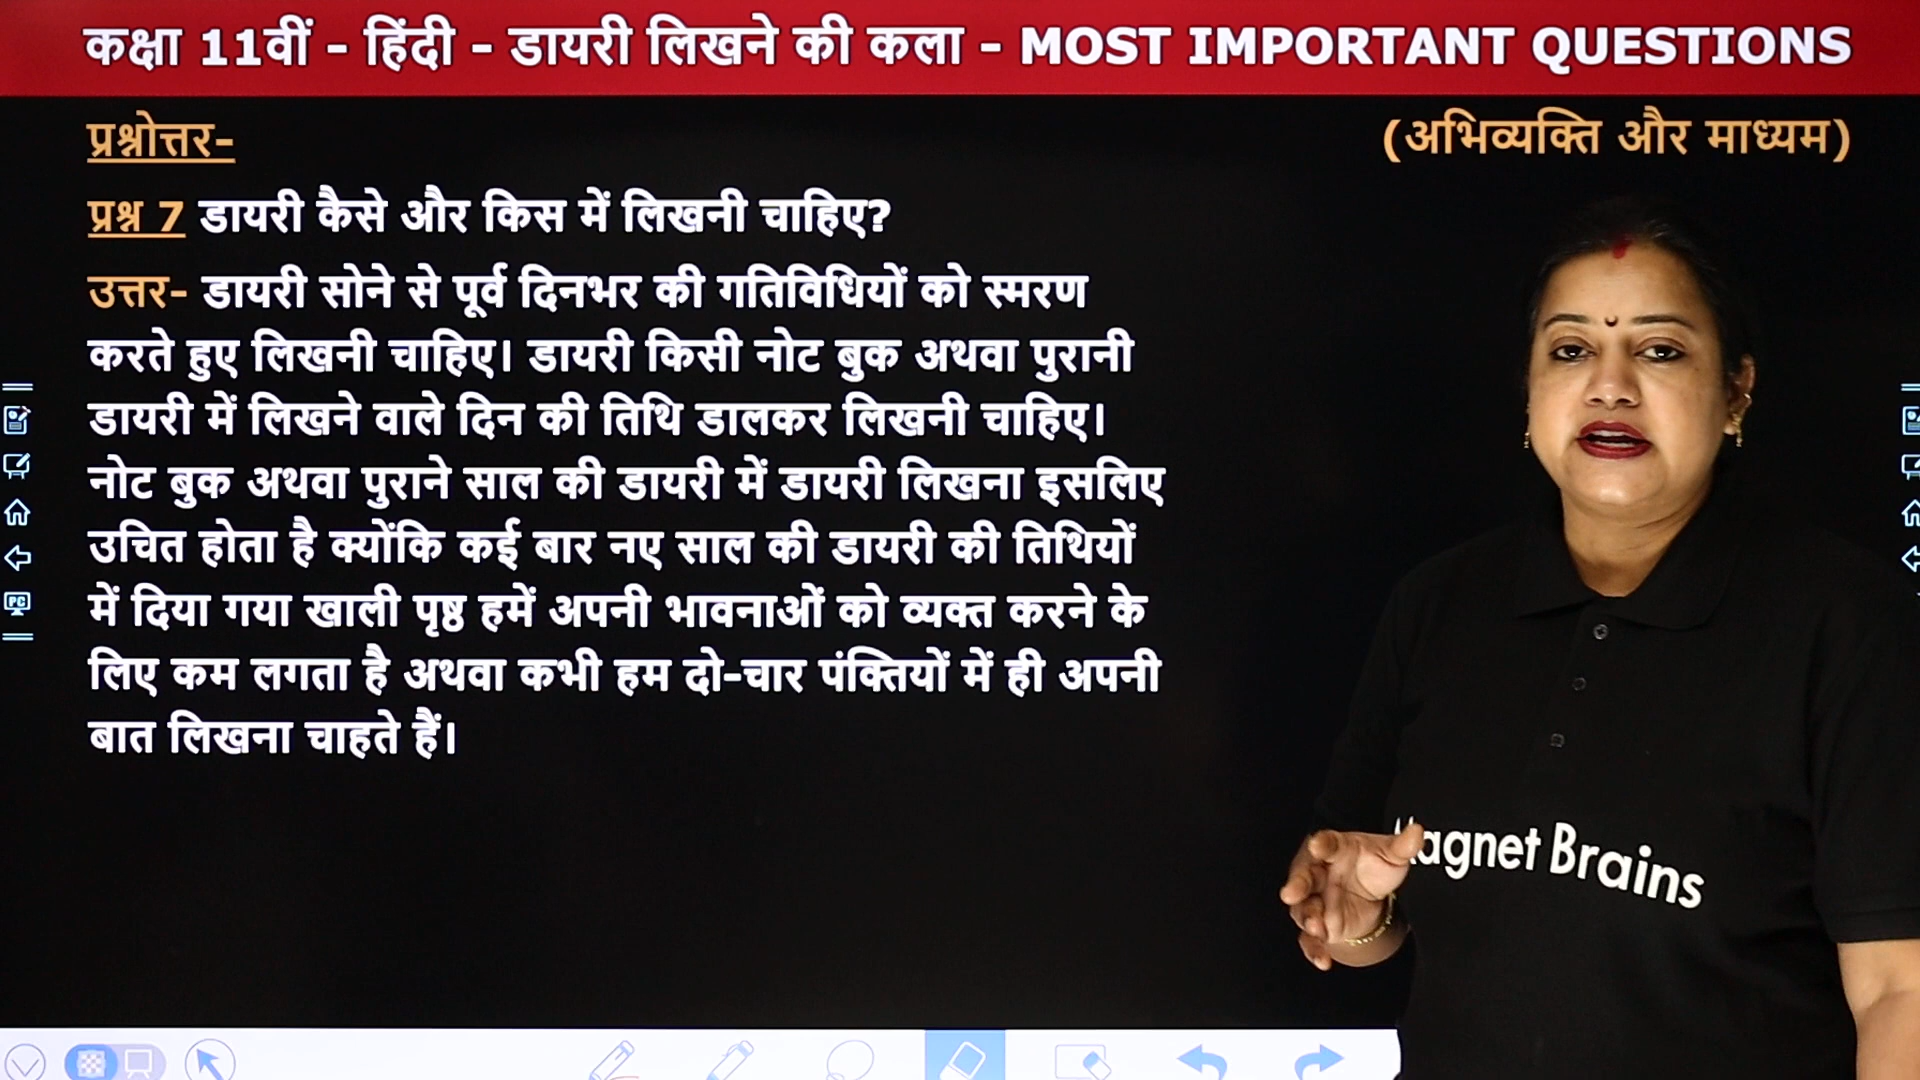 कक्षा 11वीं - हिंदी - डायरी लिखने की कला - MOST IMPORTANT QUESTIONS
प्रश्नोत्तर-
(अभिव्यक्ति और माध्यम)
प्रश्न 7 डायरी कैसे और किस में लिखनी चाहिए?
उत्तर- डायरी सोने से पूर्व दिनभर की गतिविधियों को स्मरण
करते हुए लिखनी चाहिए। डायरी किसी नोट बुक अथवा पुरानी
डायरी में लिखने वाले दिन की तिथि डालकर लिखनी चाहिए।
नोट बुक अथवा पुराने साल की डायरी में डायरी लिखना इसलिए
उचित होता है क्योंकि कई बार नए साल की डायरी की तिथियों
में दिया गया खाली पृष्ठ हमें अपनी भावनाओं को व्यक्त करने के
लिए कम लगता है अथवा कभी हम दो-चार पंक्तियों में ही अपनी
बात लिखना चाहते हैं।
PC
Magnet Brains